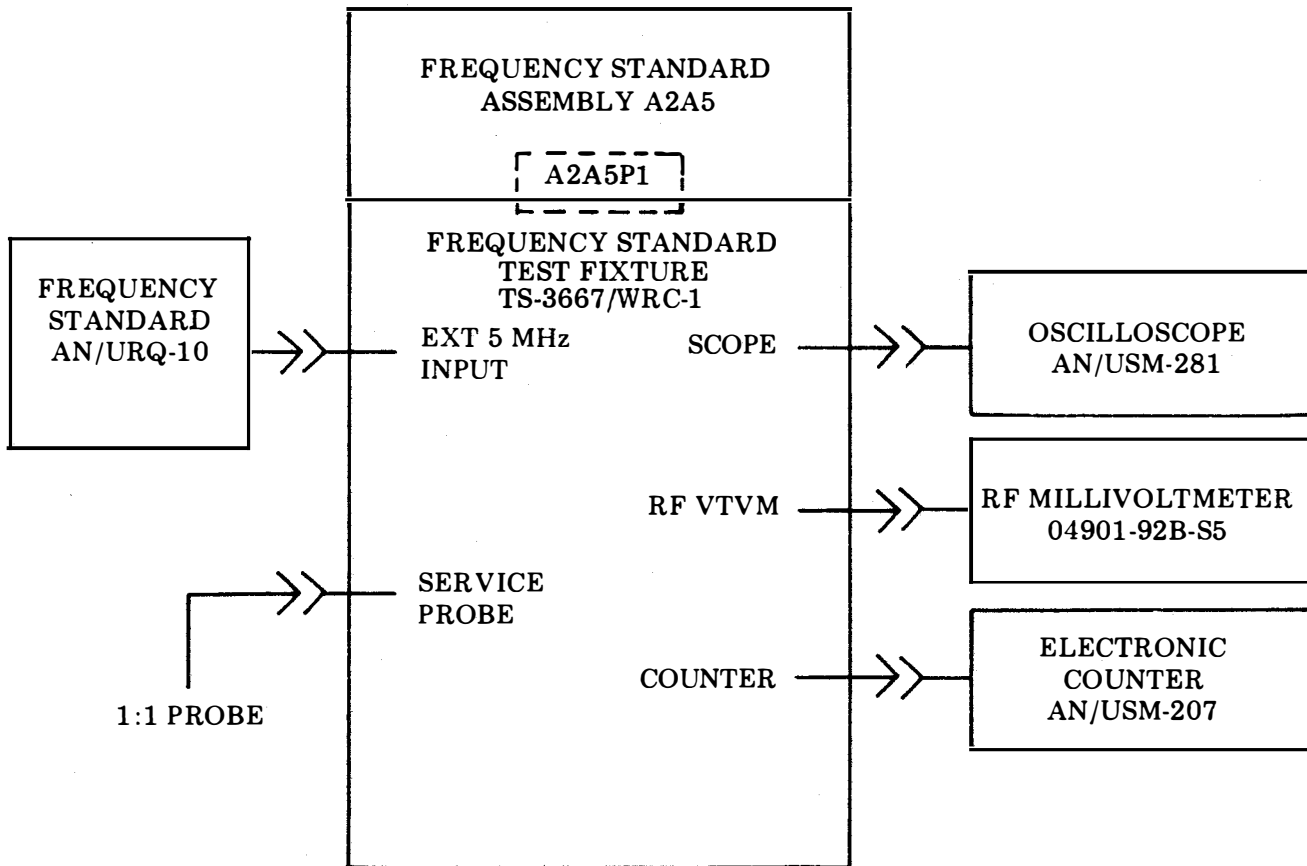 FREQUENCY STANDARD
ASSEMBLY A2A5
A2A5P1
FREQUENCY STANDARD
TEST FIXTURE
TS-3667/WRC-1
FREQUENCY
STANDARD
AN/URQ-10
EXT 5 MHz
INPUT
SCOPE
OSCILLOSCOPE
AN/USM-281
RF VTVM
RF MILLIVOLTMETER
04901-92B-S5
SERVICE
PROBE
1:1 PROBE
COUNTER
ELECTRONIC
COUNTER
AN/USM-207